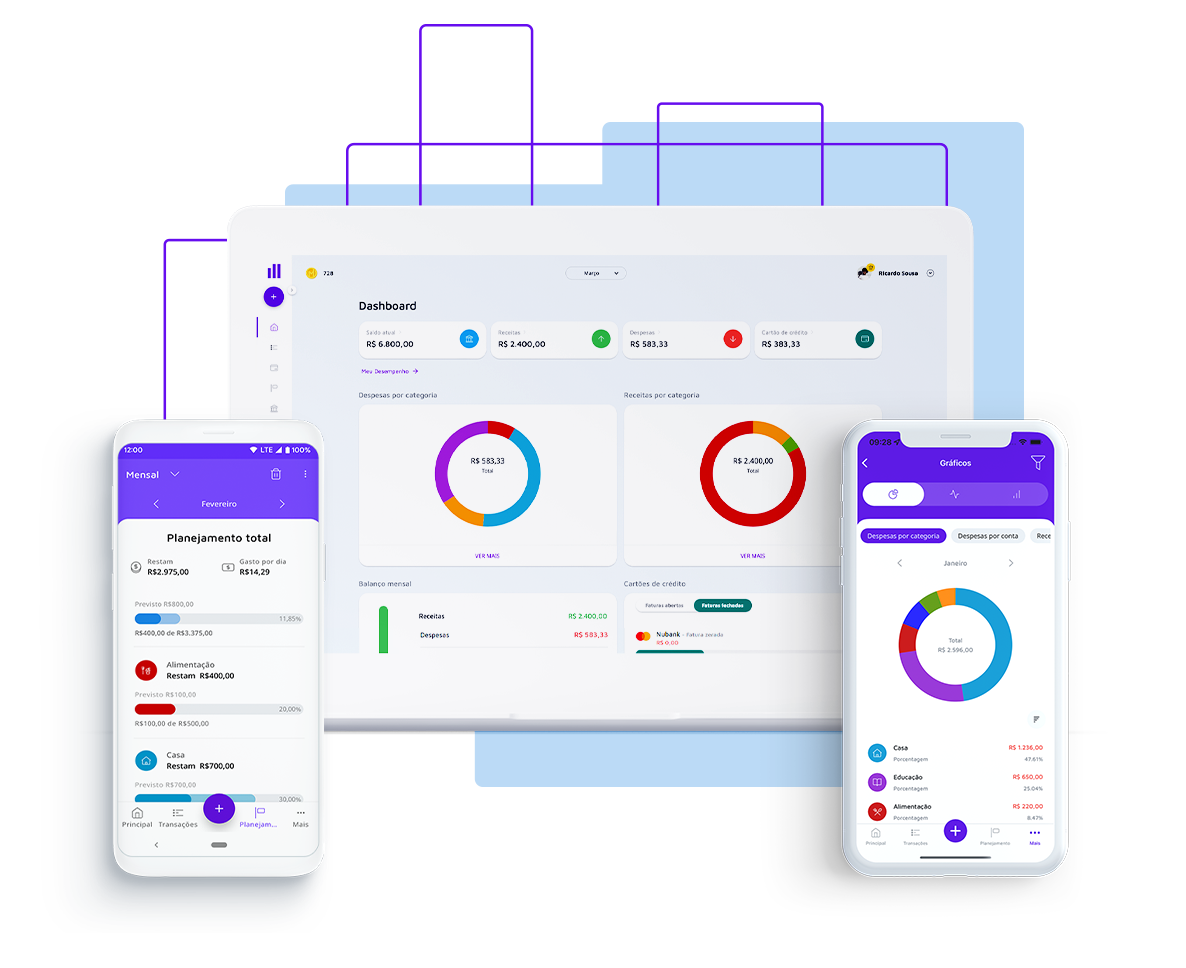 728
Março
Ricardo Sousa
Dashboard
Saldo atual
R$ 6.800,00
Receitas
R$ 2.400,00
Despesas
R$ 583,33
Cartão de crédito
R$ 383,33
Meu Desempenho
Despesas por categoria
R$ 583,33
Total
VER MAIS
Receitas por categoria
R$ 2.400,00
Total
VER MAIS
Balanço mensal
Receitas
R$ 2.400,00
Despesas
R$ 583,33
Cartões de crédito
Faturas abertas
Faturas fechadas
Nubank - Fatura zerada
R$ 0,00
12:00
LTE 100%
Mensal
Fevereiro
Planejamento total
Restam
R$2.975,00
Gasto por dia
R$14,29
Previsto R$800,00
11,85%
R$400,00 de R$3.375,00
Alimentação
Restam R$400,00
Previsto R$100,00
20,00%
R$100,00 de R$500,00
Casa
Restam R$700,00
Previsto R$700,00
30,00%
Principal
Transações
Planejam...
Mais
09:28
Gráficos
Despesas por categoria
Despesas por conta
Rece
Janeiro
Total
R$ 2.596,00
Casa
R$ 1.236,00
Porcentagem
47.61%
Educação
R$ 650,00
Porcentagem
25.04%
Alimentação
R$ 220,00
Porcentagem
8.47%
Principal
Transações
Planejamento
Mais